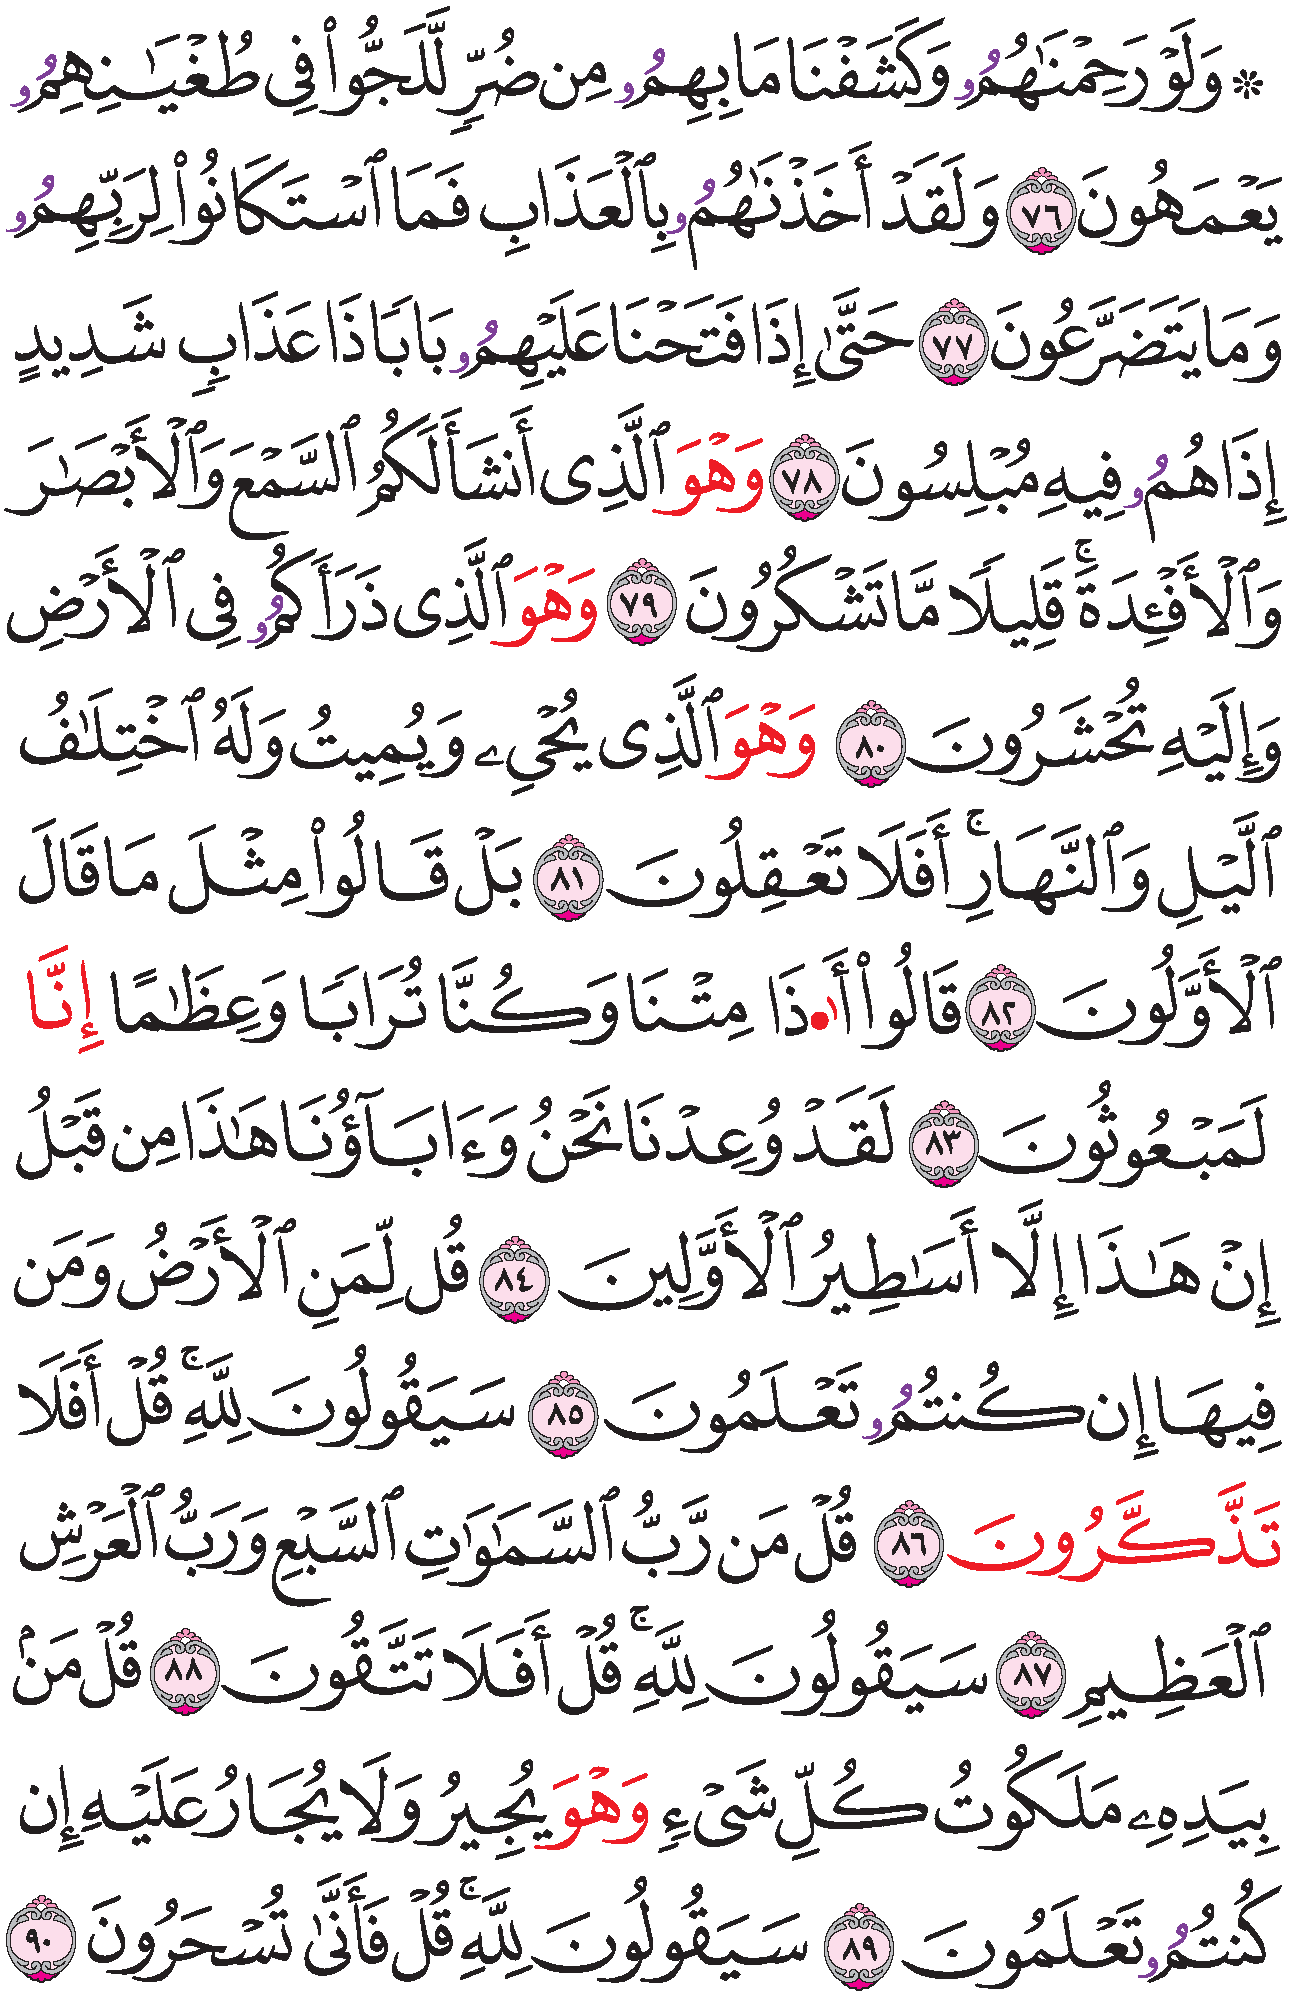 ۞ وَلَوْ رَحِمْنَٰهُمُۥ وَكَشَفْنَا مَا بِهِمُۥ مِن ضُرٍّ لَّلَجُّوا۟ فِي طُغْيَٰنِهِمُۥ
يَعْمَهُونَ ٧٦ وَلَقَدْ أَخَذْنَٰهُمُۥ بِالْعَذَابِ فَمَا ٱسْتَكَانُوا۟ لِرَبِّهِمُۥ
وَمَا يَتَضَرَّعُونَ ٧٧ حَتَّىٰ إِذَا فَتَحْنَا عَلَيْهِمُۥ بَابًا ذَا عَذَابٍ شَدِيدٍ
إِذَا هُمُۥ فِيهِ مُبْلِسُونَ ٧٨ وَهْوَ ٱلَّذِى أَنشَأَ لَكُمُ ٱلسَّمْعَ وَٱلْأَبْصَٰرَ
وَٱلْأَفْـِٔدَةَ ۚ قَلِيلًا مَّا تَشْكُرُونَ ٧٩ وَهْوَ ٱلَّذِى ذَرَأَكُمُۥ فِي ٱلْأَرْضِ
وَإِلَيْهِ تُحْشَرُونَ ٨٠ وَهْوَ ٱلَّذِى يُحْيِۦ وَيُمِيتُ وَلَهُ ٱخْتِلَٰفُ
ٱلَّيْلِ وَٱلنَّهَارِ ۚ أَفَلَا تَعْقِلُونَ ٨١ بَلْ قَالُوا۟ مِثْلَ مَا قَالَ
ٱلْأَوَّلُونَ ٨٢ قَالُوا۟ أَ۟ذَا مِتْنَا وَكُنَّا تُرَابًا وَعِظَٰمًا إِنَّا
لَمَبْعُوثُونَ ٨٣ لَقَدْ وُعِدْنَا نَحْنُ وَءَابَآؤُنَا هَٰذَا مِن قَبْلُ
إِنْ هَٰذَا إِلَّا أَسَٰطِيرُ ٱلْأَوَّلِينَ ٨٤ قُل لِّمَنِ ٱلْأَرْضُ وَمَن
فِيهَا إِن كُنتُمُۥ تَعْلَمُونَ ٨٥ سَيَقُولُونَ لِلَّهِ ۚ قُلْ أَفَلَا
تَذَّكَّرُونَ ٨٦ قُلْ مَن رَّبُّ ٱلسَّمَٰوَٰتِ ٱلسَّبْعِ وَرَبُّ ٱلْعَرْشِ
ٱلْعَظِيمِ ٨٧ سَيَقُولُونَ لِلَّهِ ۚ قُلْ أَفَلَا تَتَّقُونَ ٨٨ قُلْ مَنۢ
بِيَدِهِۦ مَلَكُوتُ كُلِّ شَىْءٍ وَهْوَ يُجِيرُ وَلَا يُجَارُ عَلَيْهِ إِن
كُنتُمُۥ تَعْلَمُونَ ٨٩ سَيَقُولُونَ لِلَّهِ ۚ قُلْ فَأَنَّىٰ تُسْحَرُونَ ٩٠